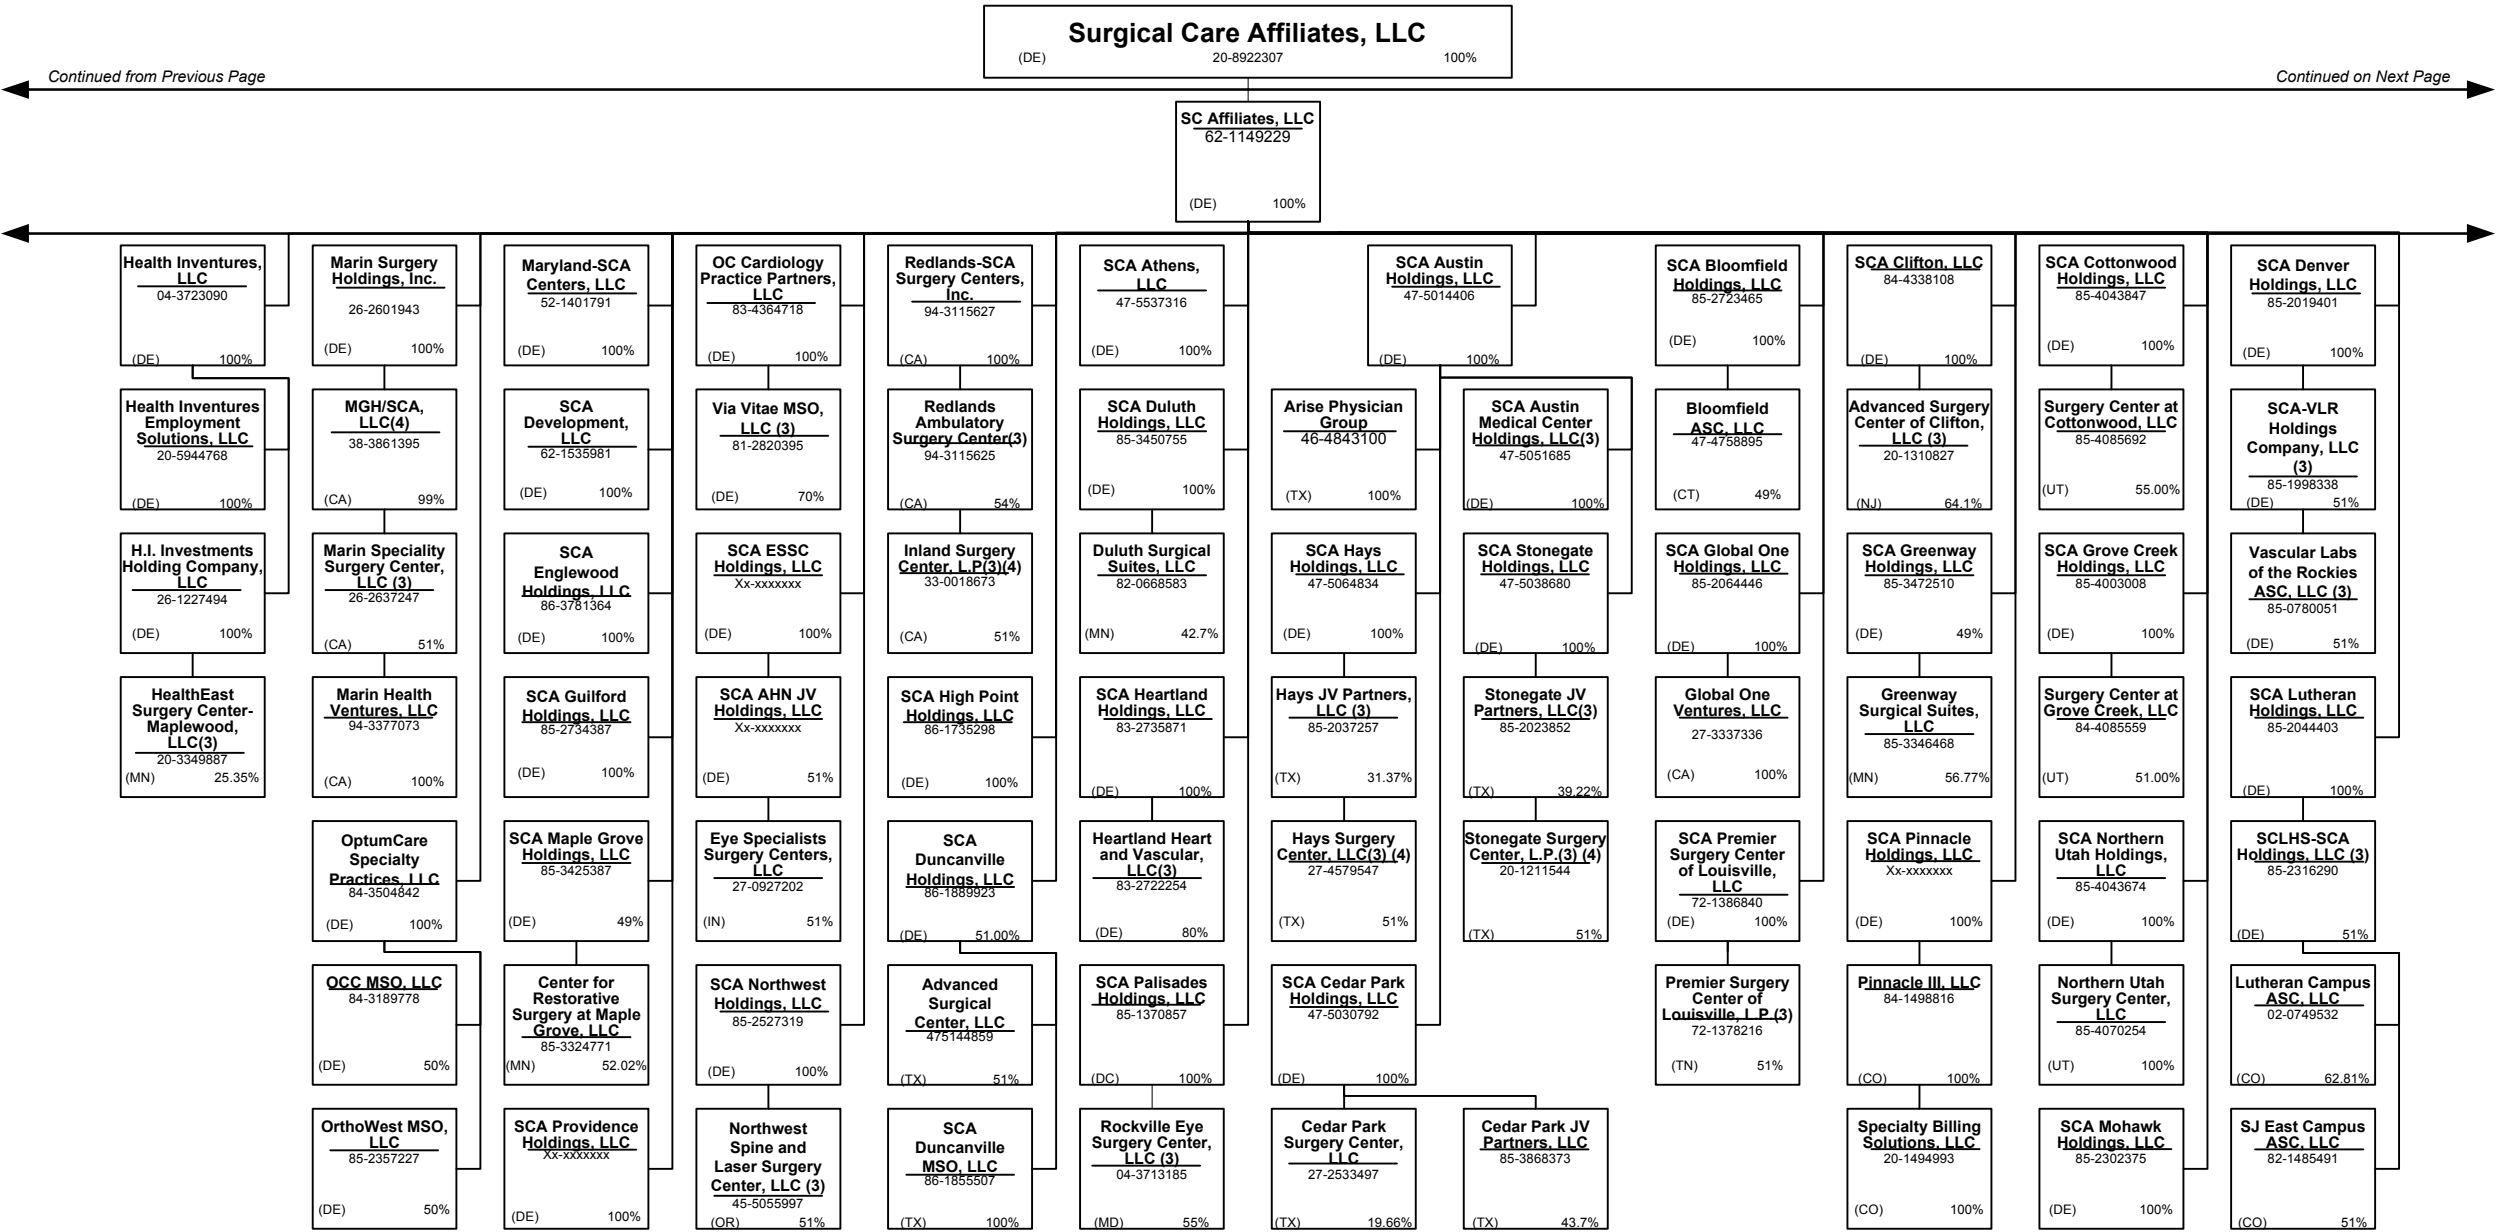 Surgical Care Affiliates, LLC
(DE) 20-8922307 100%
Continued from Previous Page
Continued on Next Page
SC Affiliates, LLC
62-1149229
(DE) 100%
Health Inventures,
LLC
04-3723090
(DE) 100%
Marin Surgery
Holdings, Inc.
26-2601943
(DE) 100%
Maryland-SCA
Centers, LLC
52-1401791
(DE) 100%
OC Cardiology
Practice Partners,
LLC
83-4364718
(DE) 100%
Redlands-SCA
Surgery Centers,
Inc.
94-3115627
(CA) 100%
SCA Athens,
LLC
47-5537316
(DE) 100%
SCA Austin
Holdings, LLC
47-5014406
(DE) 100%
SCA Bloomfield
Holdings, LLC
85-2723465
(DE) 100%
SCA Clifton, LLC
84-4338108
(DE) 100%
SCA Cottonwood
Holdings, LLC
85-4043847
(DE) 100%
SCA Denver
Holdings, LLC
85-2019401
(DE) 100%
Health Inventures
Employment
Solutions, LLC
20-5944768
(DE) 100%
MGH/SCA,
LLC(4)
38-3861395
(CA) 99%
SCA
Development,
LLC
62-1535981
(DE) 100%
Via Vitae MSO,
LLC (3)
81-2820395
(DE) 70%
Redlands
Ambulatory
Surgery Center(3)
94-3115625
(CA) 54%
SCA Duluth
Holdings, LLC
85-3450755
(DE) 100%
Arise Physician
Group
46-4843100
(TX) 100%
SCA Austin
Medical Center
Holdings, LLC(3)
47-5051685
(DE) 100%
Bloomfield
ASC, LLC
47-4758895
(CT) 49%
Advanced Surgery
Center of Clifton,
LLC (3)
20-1310827
(NJ) 64.1%
Surgery Center at
Cottonwood, LLC
85-4085692
(UT) 55.00%
SCA-VLR
Holdings
Company, LLC
(3)
85-1998338
(DE) 51%
H.I. Investments
Holding Company,
LLC
26-1227494
(DE) 100%
Marin Speciality
Surgery Center,
LLC (3)
26-2637247
(CA) 51%
SCA
Englewood
Holdings, LLC
86-3781364
(DE) 100%
SCA ESSC
Holdings, LLC
Xx-xxxxxxx
(DE) 100%
Inland Surgery
Center, L.P(3)(4)
33-0018673
(CA) 51%
Duluth Surgical
Suites, LLC
82-0668583
(MN) 42.7%
SCA Hays
Holdings, LLC
47-5064834
(DE) 100%
SCA Stonegate
Holdings, LLC
47-5038680
(DE) 100%
SCA Global One
Holdings, LLC
85-2064446
(DE) 100%
SCA Greenway
Holdings, LLC
85-3472510
(DE) 49%
SCA Grove Creek
Holdings, LLC
85-4003008
(DE) 100%
Vascular Labs
of the Rockies
ASC, LLC (3)
85-0780051
(DE) 51%
HealthEast
Surgery Center-
Maplewood,
LLC(3)
20-3349887
(MN) 25.35%
Marin Health
Ventures, LLC
94-3377073
(CA) 100%
SCA Guilford
Holdings, LLC
85-2734387
(DE) 100%
SCA AHN JV
Holdings, LLC
Xx-xxxxxxx
(DE) 51%
SCA High Point
Holdings, LLC
86-1735298
(DE) 100%
SCA Heartland
Holdings, LLC
83-2735871
(DE) 100%
Hays JV Partners,
LLC (3)
85-2037257
(TX) 31.37%
Stonegate JV
Partners, LLC(3)
85-2023852
(TX) 39.22%
Global One
Ventures, LLC
27-3337336
(CA) 100%
Greenway
Surgical Suites,
LLC
85-3346468
(MN) 56.77%
Surgery Center at
Grove Creek, LLC
84-4085559
(UT) 51.00%
SCA Lutheran
Holdings, LLC
85-2044403
(DE) 100%
OptumCare
Specialty
Practices, LLC
84-3504842
(DE) 100%
SCA Maple Grove
Holdings, LLC
85-3425387
(DE) 49%
Eye Specialists
Surgery Centers,
LLC
27-0927202
(IN) 51%
SCA
Duncanville
Holdings, LLC
86-1889923
(DE) 51.00%
Heartland Heart
and Vascular,
LLC(3)
83-2722254
(DE) 80%
Hays Surgery
Center, LLC(3) (4)
27-4579547
(TX) 51%
Stonegate Surgery
Center, L.P.(3) (4)
20-1211544
(TX) 51%
SCA Premier
Surgery Center
of Louisville,
LLC
72-1386840
(DE) 100%
SCA Pinnacle
Holdings, LLC
Xx-xxxxxxx
(DE) 100%
SCA Northern
Utah Holdings,
LLC
85-4043674
(DE) 100%
SCLHS-SCA
Holdings, LLC (3)
85-2316290
(DE) 51%
OCC MSO, LLC
84-3189778
(DE) 50%
Center for
Restorative
Surgery at Maple
Grove, LLC
85-3324771
(MN) 52.02%
SCA Northwest
Holdings, LLC
85-2527319
(DE) 100%
Advanced
Surgical
Center, LLC
475144859
(TX) 51%
SCA Palisades
Holdings, LLC
85-1370857
(DC) 100%
SCA Cedar Park
Holdings, LLC
47-5030792
(DE) 100%
Premier Surgery
Center of
Louisville, L.P.(3)
72-1378216
(TN) 51%
Pinnacle III, LLC
84-1498816
(CO) 100%
Northern Utah
Surgery Center,
LLC
85-4070254
(UT) 100%
Lutheran Campus
ASC, LLC
02-0749532
(CO) 62.81%
OrthoWest MSO,
LLC
85-2357227
(DE) 50%
SCA Providence
Holdings, LLC
Xx-xxxxxxx
(DE) 100%
Northwest
Spine and
Laser Surgery
Center, LLC (3)
45-5055997
(OR) 51%
SCA
Duncanville
MSO, LLC
86-1855507
(TX) 100%
Rockville Eye
Surgery Center,
LLC (3)
04-3713185
(MD) 55%
Cedar Park
Surgery Center,
LLC
27-2533497
(TX) 19.66%
Cedar Park JV
Partners, LLC
85-3868373
(TX) 43.7%
Specialty Billing
Solutions, LLC
20-1494993
(CO) 100%
SCA Mohawk
Holdings, LLC
85-2302375
(DE) 100%
SJ East Campus
ASC, LLC
82-1485491
(CO) 51%